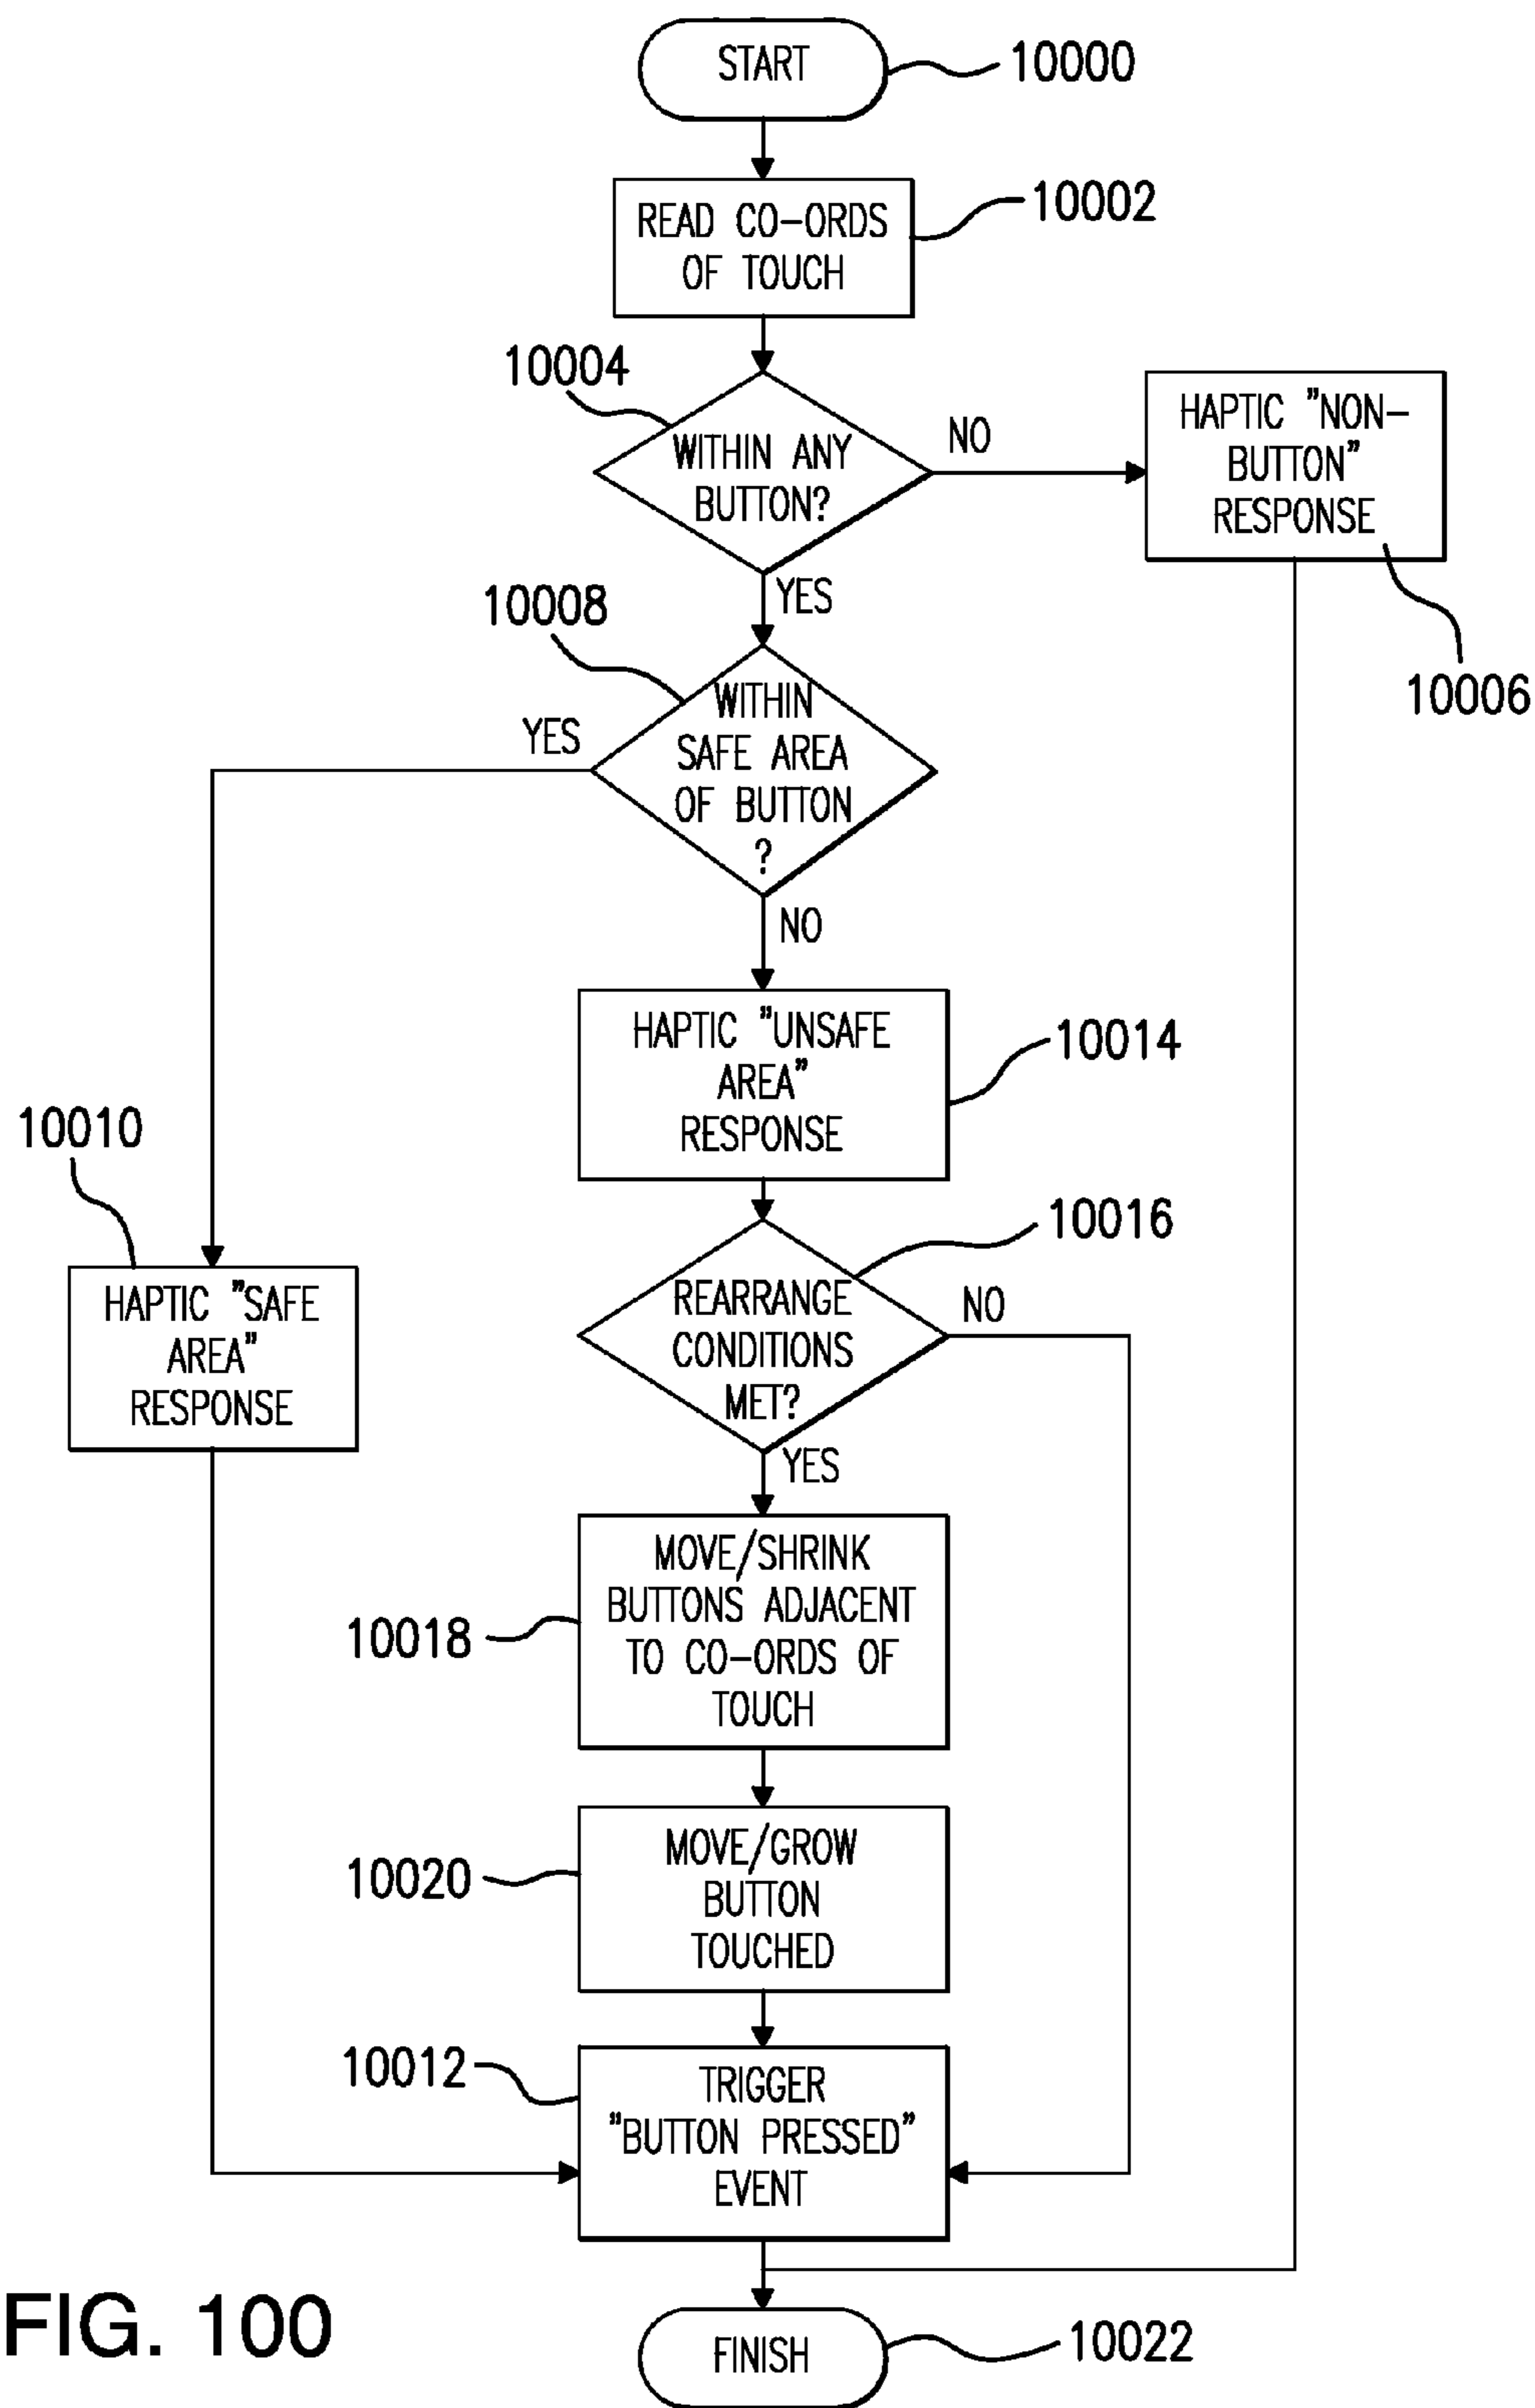 START
10000
READ CO-ORDS
OF TOUCH
10002
10004
WITHIN ANY
BUTTON?
NO
HAPTIC "NON-
BUTTON"
RESPONSE
10006
YES
10008
WITHIN
SAFE AREA
OF BUTTON
?
YES
NO
HAPTIC "UNSAFE
AREA"
RESPONSE
10014
10010
HAPTIC "SAFE
AREA"
RESPONSE
10016
REARRANGE
CONDITIONS
MET?
NO
YES
MOVE/SHRINK
BUTTONS ADJACENT
TO CO-ORDS OF
TOUCH
10018
MOVE/GROW
BUTTON
TOUCHED
10020
10012
TRIGGER
"BUTTON PRESSED"
EVENT
FINISH
10022
FIG. 100